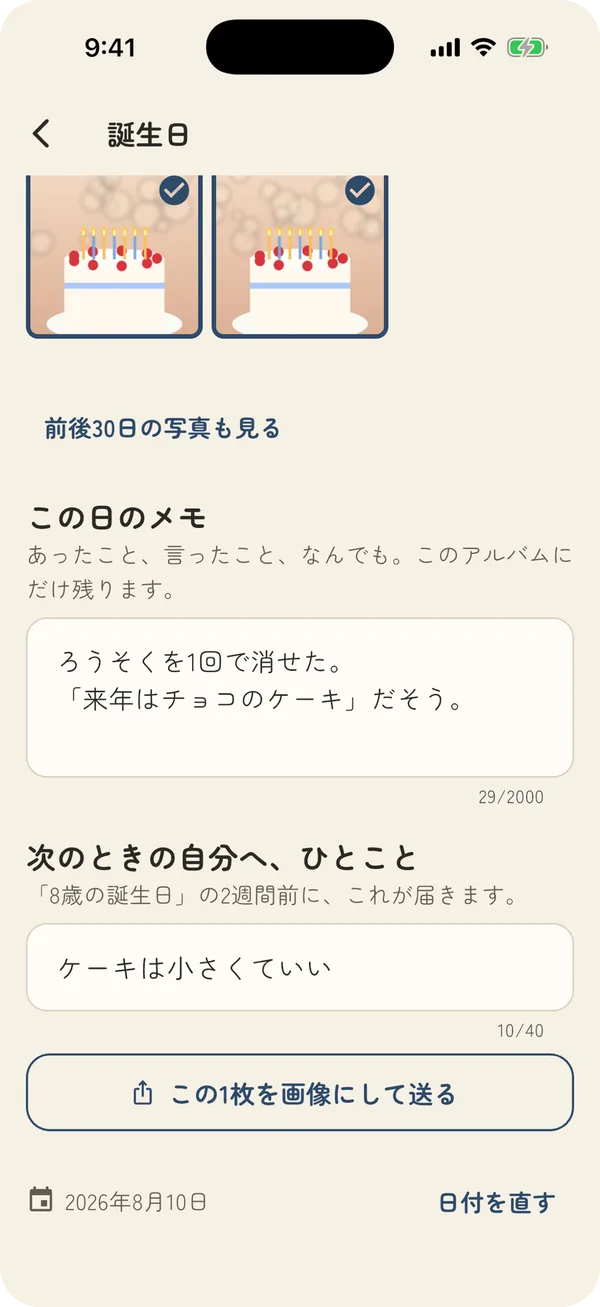 9:41
誕生日
前後30日の写真も見る
この日のメモ
あったこと、言ったこと、なんでも。このアルバムに
だけ残ります。
ろうそくを1回で消せた。
「来年はチョコのケーキ」だそう。
29/2000
次のときの自分へ、ひとこと
「8歳の誕生日」の2週間前に、これが届きます。
ケーキは小さくていい
10/40
この1枚を画像にして送る
2026年8月10日
日付を直す